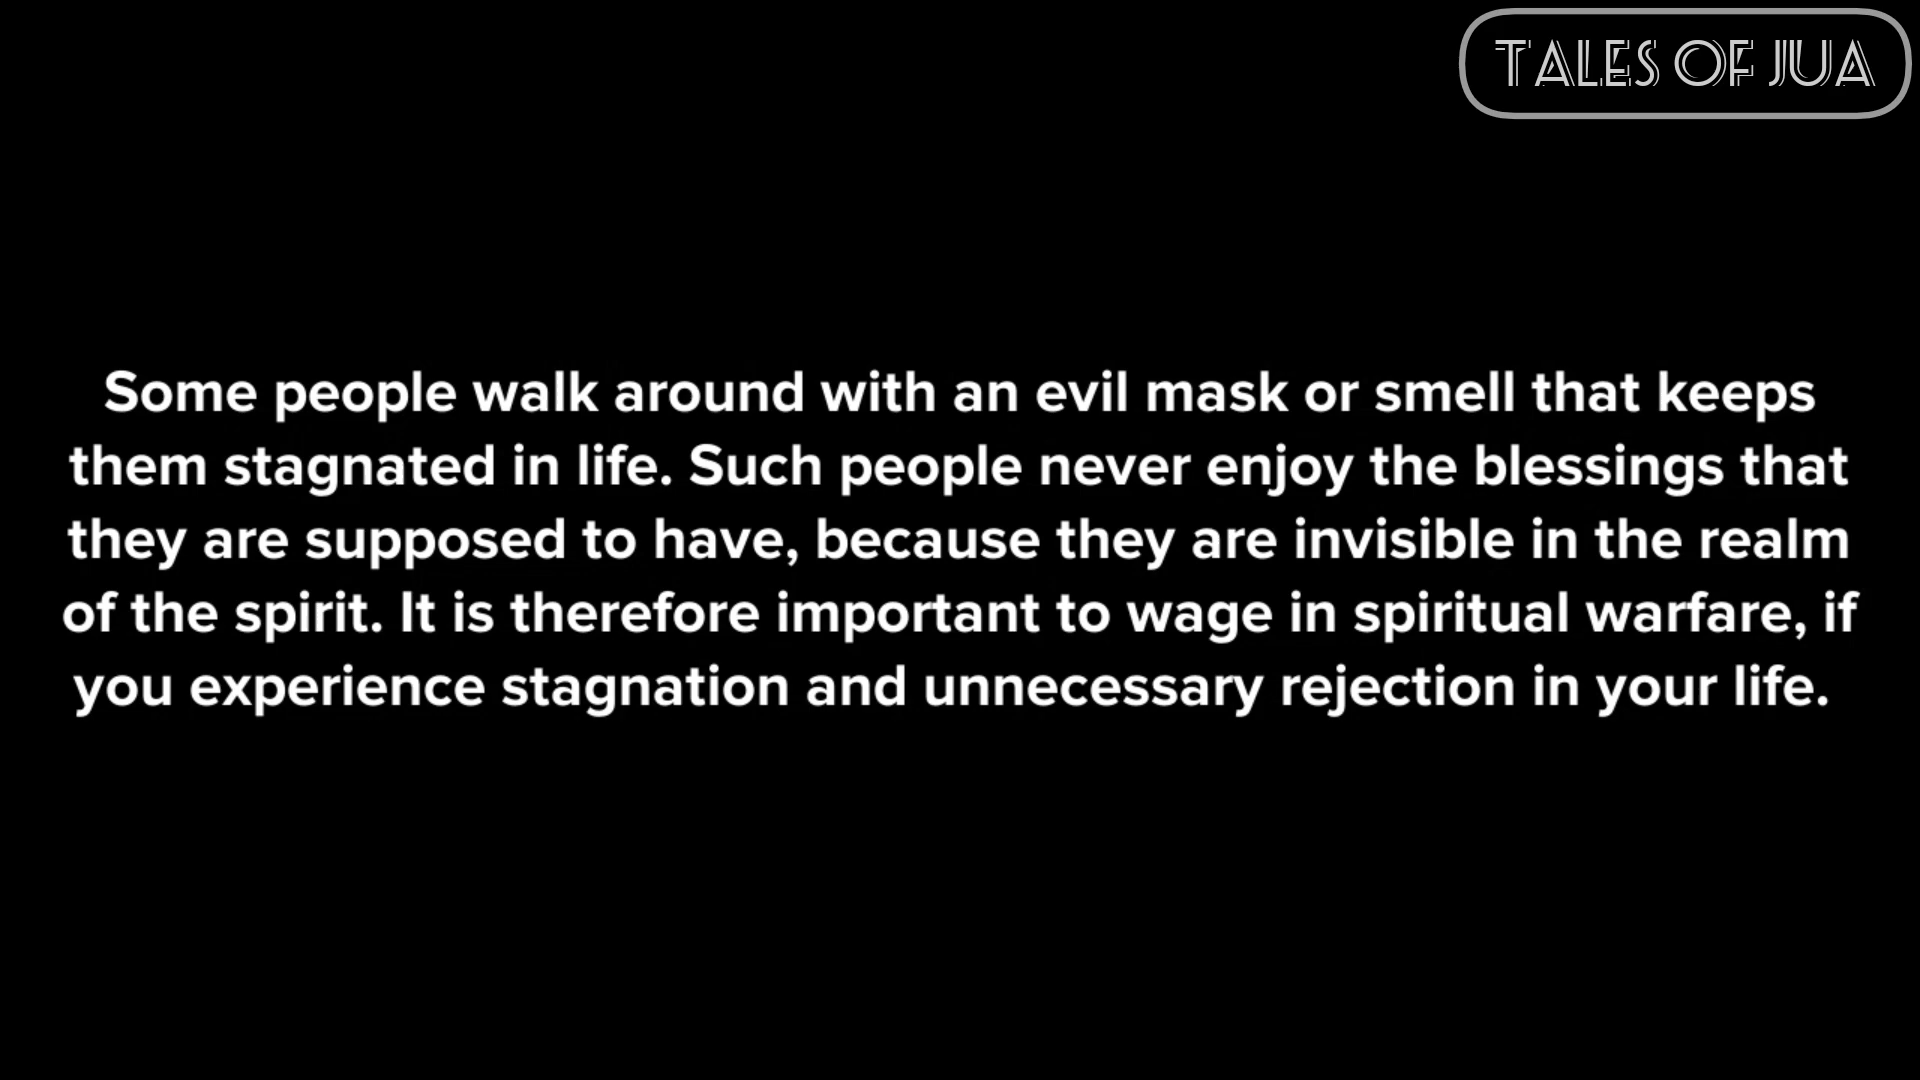 TALES OF JUA
Some people walk around with an evil mask or smell that keeps
them stagnated in life. Such people never enjoy the blessings that
they are supposed to have, because they are invisible in the realm
of the spirit. It is therefore important to wage in spiritual warfare, if
you experience stagnation and unnecessary rejection in your life.